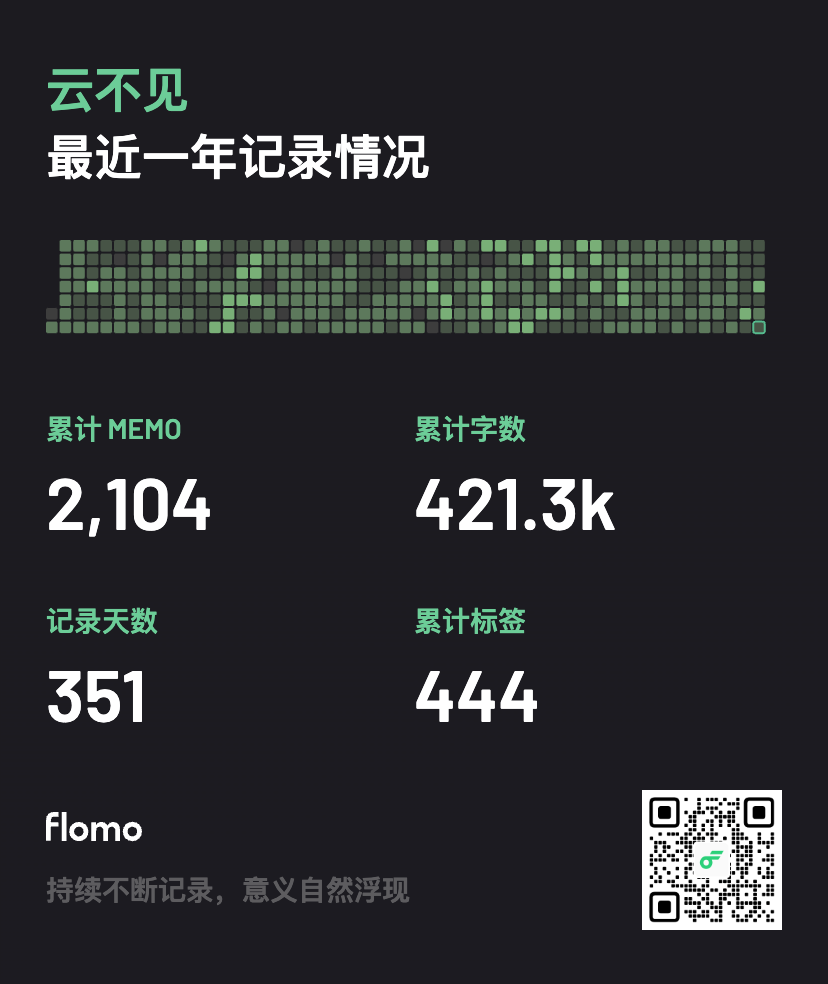 云不见
最近一年记录情况
累计 MEMO
累计字数
2,104
421.3k
记录天数
累计标签
351
444
flomo
持续不断记录，意义自然浮现